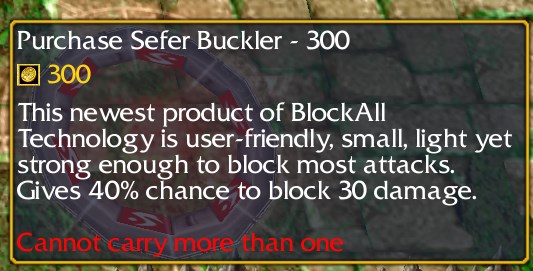 Purchase Sefer Buckler - 300
300
This newest product of BlockAll
Technology is user-friendly, small, light yet
strong enough to block most attacks.
Gives 40% chance to block 30 damage.
Cannot carry more than one